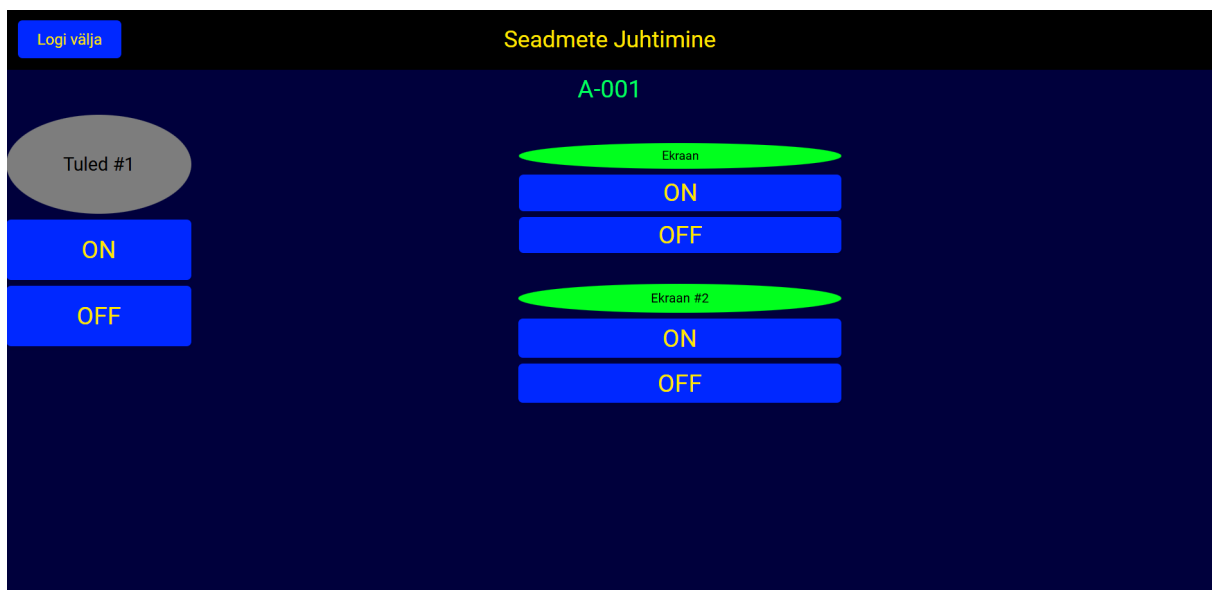 Logi välja
Seadmete Juhtimine
A-001
Tuled #1
ON
OFF
Ekraan
ON
OFF
Ekraan #2
ON
OFF